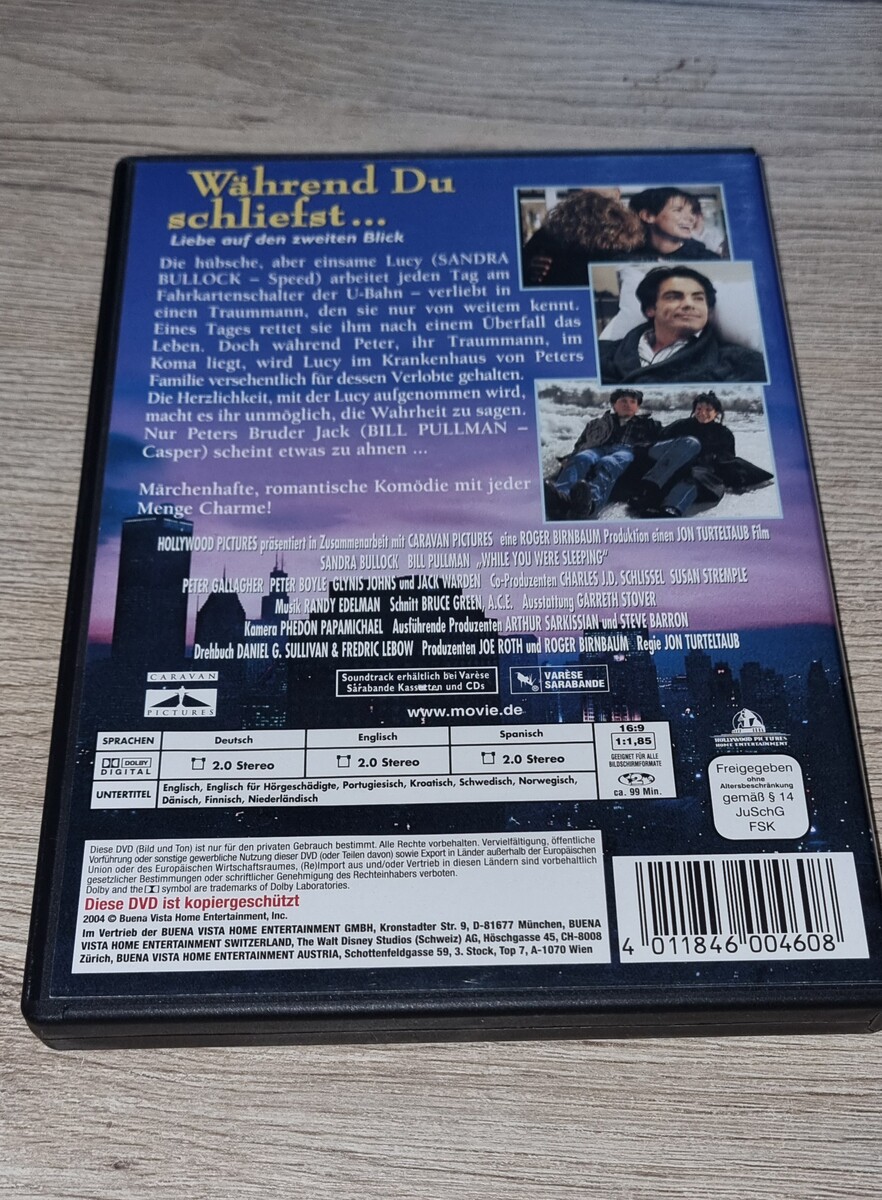 Während Du
schliefst...
Liebe auf den zweiten Blick
Die hübsche, aber einsame Lucy (SANDRA
BULLOCK – Speed) arbeitet jeden Tag am
Fahrkartenschalter der U-Bahn – verliebt in
einen Traummann, den sie nur von weitem kennt.
Eines Tages rettet sie ihm nach einem Überfall das
Leben. Doch während Peter, ihr Traummann, im
Koma liegt, wird Lucy im Krankenhaus von Peters
Familie versehentlich für dessen Verlobte gehalten.
Die Herzlichkeit, mit der Lucy aufgenommen wird,
macht es ihr unmöglich, die Wahrheit zu sagen.
Nur Peters Bruder Jack (BILL PULLMAN –
Casper) scheint etwas zu ahnen ...
Märchenhafte, romantische Komödie mit jeder
Menge Charme!
HOLLYWOOD PICTURES präsentiert in Zusammenarbeit mit CARAVAN PICTURES eine ROGER BIRNBAUM Produktion einen JON TURTELTAUB Film
SANDRA BULLOCK BILL PULLMAN „WHILE YOU WERE SLEEPING"
PETER GALLAGHER PETER BOYLE GLYNIS JOHNS und JACK WARDEN Co-Produzenten CHARLES J.D. SCHLISSEL SUSAN STREMPLE
Musik RANDY EDELMAN Schnitt BRUCE GREEN, A.C.E. Ausstattung GARRETH STOVER
Kamera PHEDON PAPAMICHAEL Ausführende Produzenten ARTHUR SARKISSIAN und STEVE BARRON
Drehbuch DANIEL G. SULLIVAN & FREDRIC LEBOW Produzenten JOE ROTH und ROGER BIRNBAUM Regie JON TURTELTAUB
CARAVAN
PICTURES
Soundtrack erhältlich bei Varèse
Sarabande Kassetten und CDs
VARÈSE
SARABANDE
www.movie.de
SPRACHEN Deutsch Englisch Spanisch
DOLBY
DIGITAL 2.0 Stereo 2.0 Stereo 2.0 Stereo
UNTERTITEL Englisch, Englisch für Hörgeschädigte, Portugiesisch, Kroatisch, Schwedisch, Norwegisch,
Dänisch, Finnisch, Niederländisch
16:9
1:1,85
GEEIGNET FÜR ALLE
BILDSCHIRMFORMATE
2
ca. 99 Min.
HOLLYWOOD PICTURES
HOME ENTERTAINMENT
Freigegeben
ohne
Altersbeschränkung
gemäß § 14
JuSchG
FSK
Diese DVD (Bild und Ton) ist nur für den privaten Gebrauch bestimmt. Alle Rechte vorbehalten. Vervielfältigung, öffentliche
Vorführung oder sonstige gewerbliche Nutzung dieser DVD (oder Teilen davon) sowie Export in Länder außerhalb der Europäischen
Union oder des Europäischen Wirtschaftsraumes, (Re)Import aus und/oder Vertrieb in diesen Ländern sind vorbehaltlich
gesetzlicher Bestimmungen oder schriftlicher Genehmigung des Rechteinhabers verboten.
Dolby and the symbol are trademarks of Dolby Laboratories.
Diese DVD ist kopiergeschützt
2004 © Buena Vista Home Entertainment, Inc.
Im Vertrieb der BUENA VISTA HOME ENTERTAINMENT GMBH, Kronstadter Str. 9, D-81677 München, BUENA
VISTA HOME ENTERTAINMENT SWITZERLAND, The Walt Disney Studios (Schweiz) AG, Höschgasse 45, CH-8008
Zürich, BUENA VISTA HOME ENTERTAINMENT AUSTRIA, Schottenfeldgasse 59, 3. Stock, Top 7, A-1070 Wien
4 011846 004608